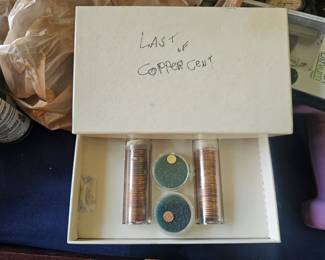 LAST OF
COPPER CENT